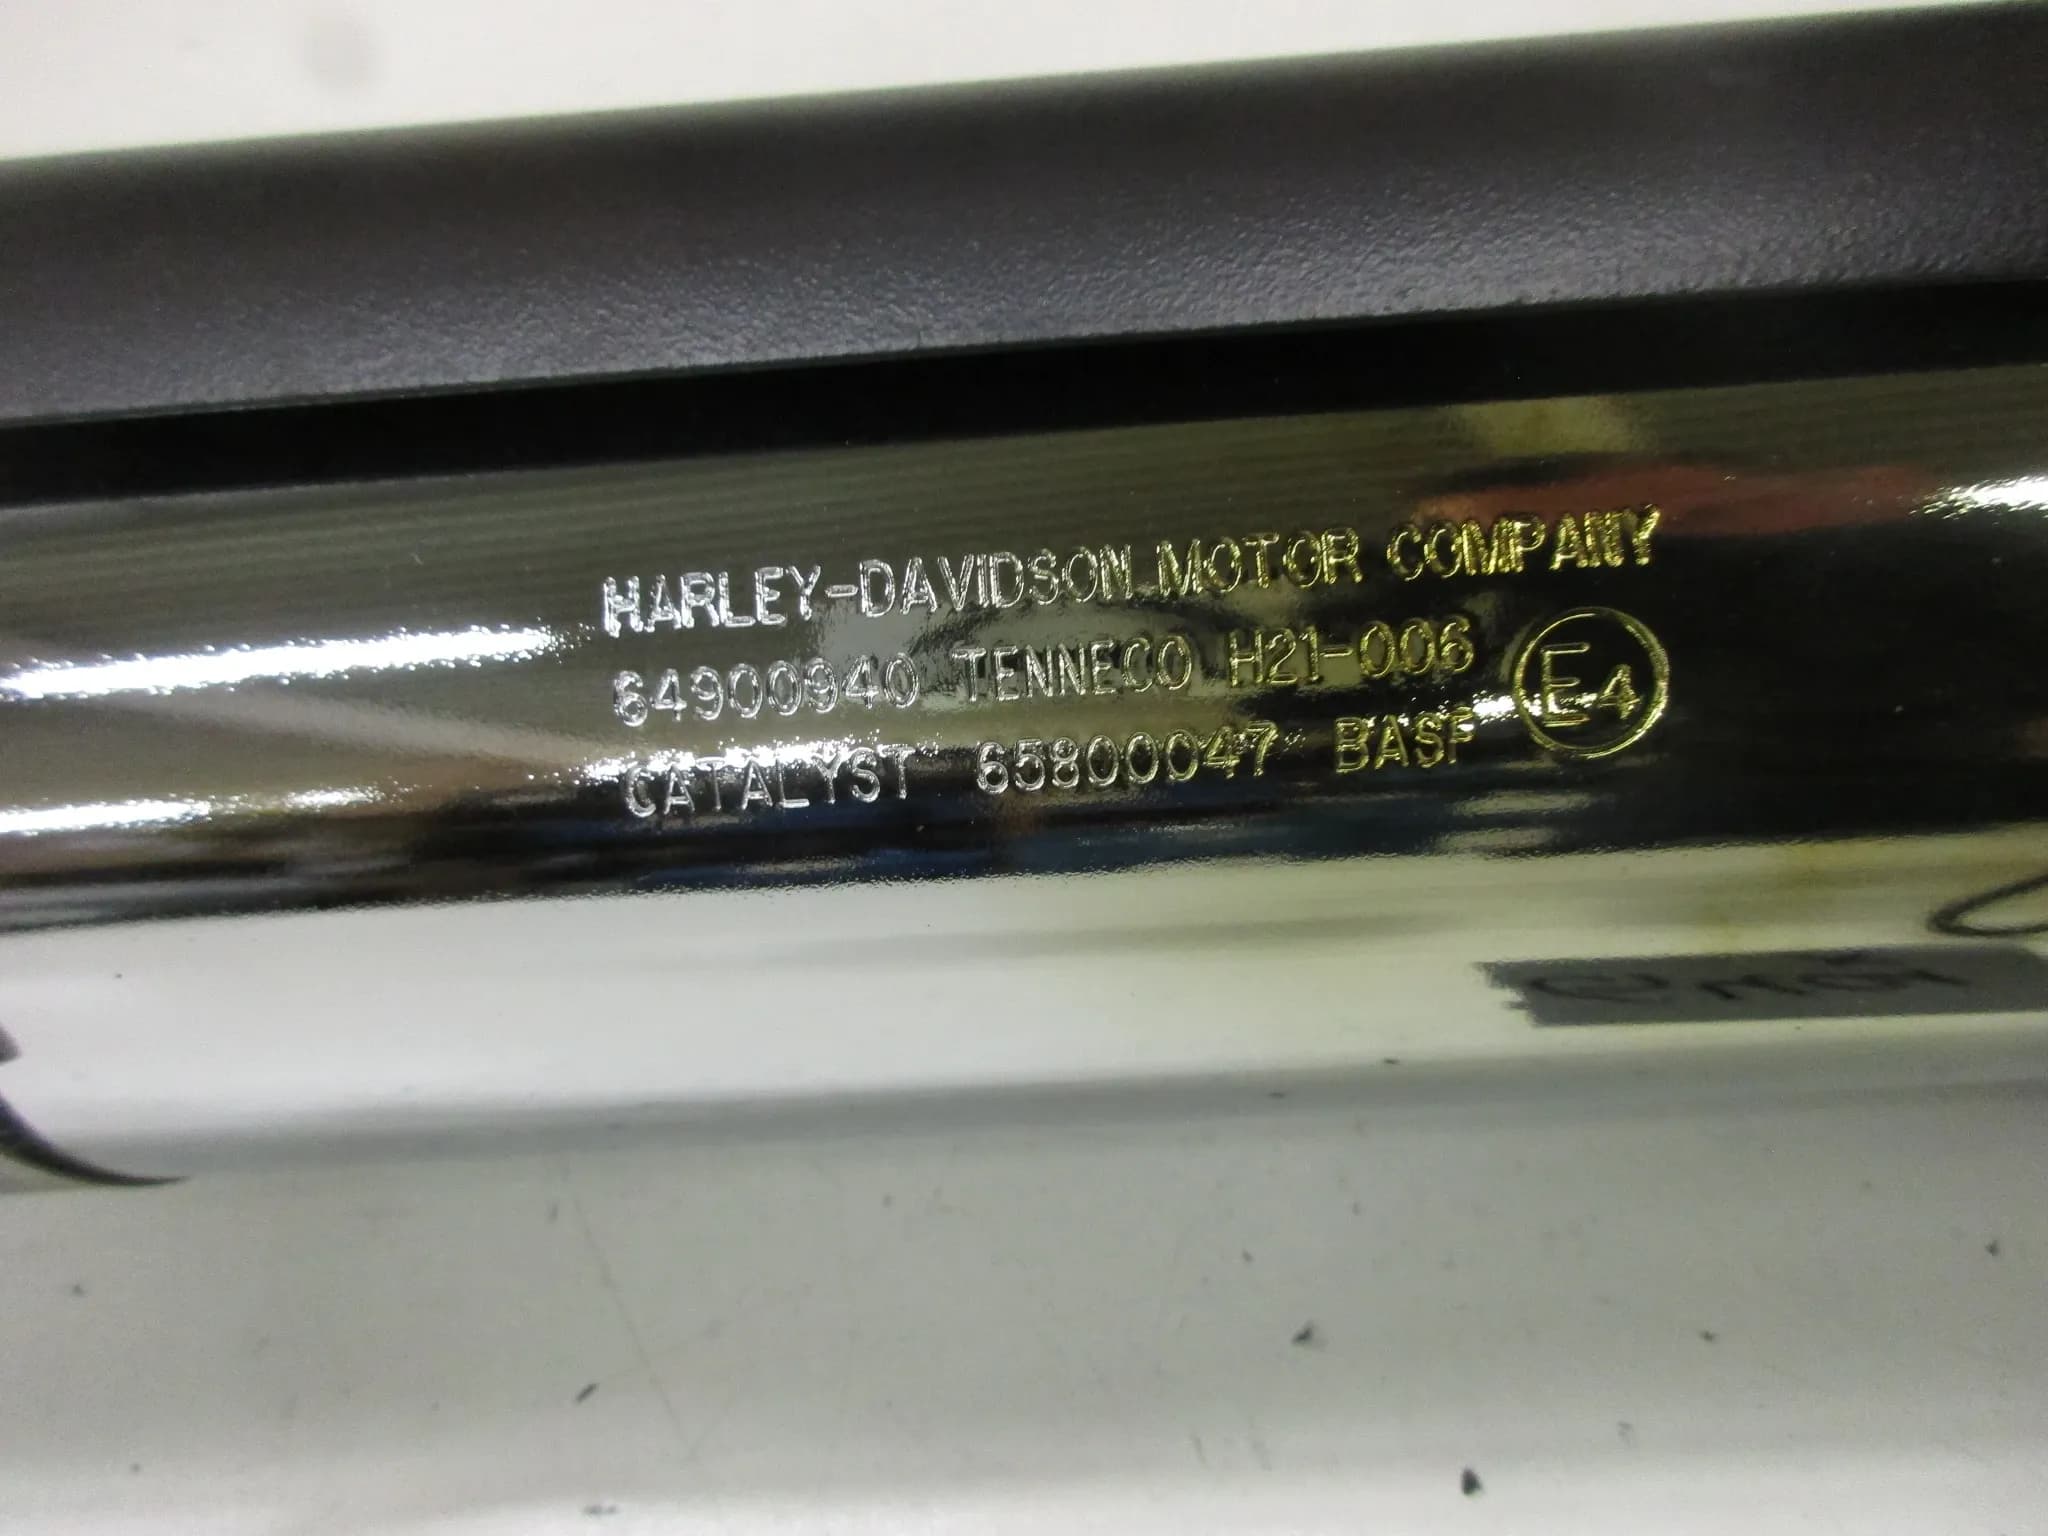 HARLEY-DAVIDSON MOTOR COMPANY
64900940 TENNECO H21-006 E4
CATALYST 65800047 BASF